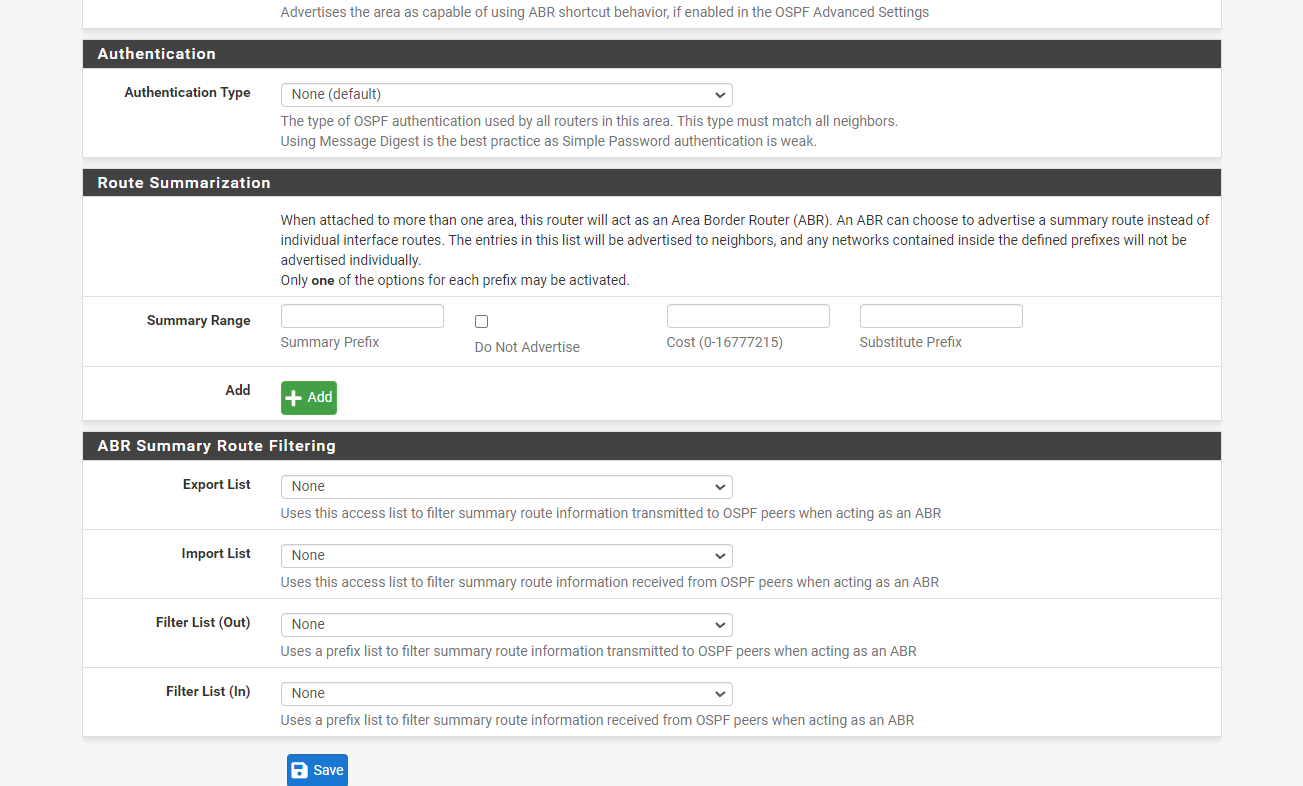 Advertises the area as capable of using ABR shortcut behavior, if enabled in the OSPF Advanced Settings
Authentication
Authentication Type
None (default)
The type of OSPF authentication used by all routers in this area. This type must match all neighbors.
Using Message Digest is the best practice as Simple Password authentication is weak.
Route Summarization
When attached to more than one area, this router will act as an Area Border Router (ABR). An ABR can choose to advertise a summary route instead of
individual interface routes. The entries in this list will be advertised to neighbors, and any networks contained inside the defined prefixes will not be
advertised individually.
Only one of the options for each prefix may be activated.
Summary Range
Summary Prefix
Do Not Advertise
Cost (0-16777215)
Substitute Prefix
Add
Add
ABR Summary Route Filtering
Export List
None
Uses this access list to filter summary route information transmitted to OSPF peers when acting as an ABR
Import List
None
Uses this access list to filter summary route information received from OSPF peers when acting as an ABR
Filter List (Out)
None
Uses a prefix list to filter summary route information transmitted to OSPF peers when acting as an ABR
Filter List (In)
None
Uses a prefix list to filter summary route information received from OSPF peers when acting as an ABR
Save